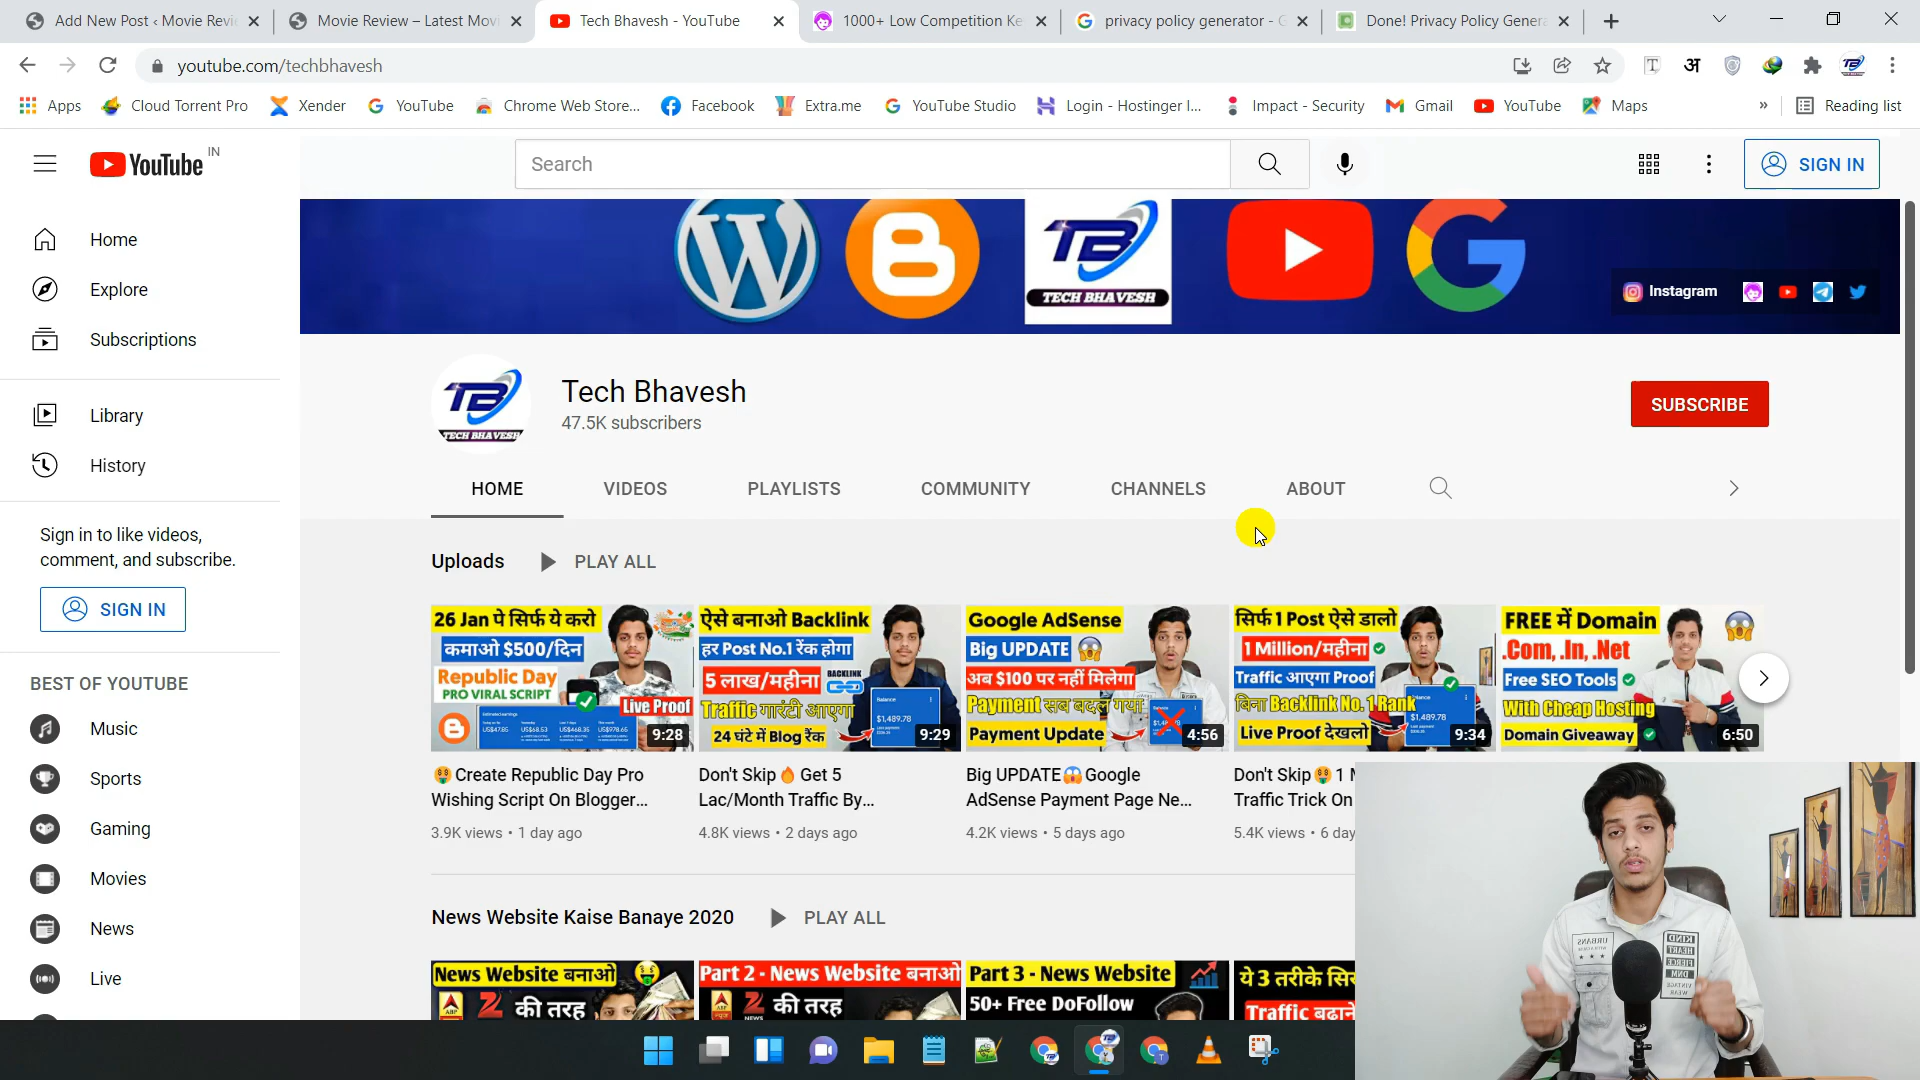 Add New Post ‹ Movie Revi
Movie Review – Latest Mov
Tech Bhavesh - YouTube
1000+ Low Competition Ke
privacy policy generator - G
Done! Privacy Policy Genera
youtube.com/techbhavesh
Apps
Cloud Torrent Pro
Xender
YouTube
Chrome Web Store...
Facebook
Extra.me
YouTube Studio
Login - Hostinger I...
Impact - Security
Gmail
YouTube
Maps
»
Reading list
YouTube IN
Search
SIGN IN
Home
Explore
Subscriptions
Library
History
Sign in to like videos,
comment, and subscribe.
SIGN IN
BEST OF YOUTUBE
Music
Sports
Gaming
Movies
News
Live
TB
TECH BHAVESH
Instagram
TB
TECH BHAVESH
Tech Bhavesh
47.5K subscribers
SUBSCRIBE
HOME
VIDEOS
PLAYLISTS
COMMUNITY
CHANNELS
ABOUT
Uploads
PLAY ALL
26 Jan पे सिर्फ ये करो
कमाओ $500/दिन
Republic Day
PRO VIRAL SCRIPT
Live Proof
9:28
ऐसे बनाओ Backlink
हर Post No.1 रैंक होगा
5 लाख/महीना
BACKLINK
Traffic गारंटी आएगा
24 घंटे में Blog रैंक
Balance
$1,489.78
9:29
Google AdSense
Big UPDATE
अब $100 पर नहीं मिलेगा
Payment सब बदल गया
Payment Update
4:56
सिर्फ 1 Post ऐसे डालो
1 Million/महीना
Traffic आएगा Proof
बिना Backlink No. 1 Rank
Live Proof देखलो
$1,489.78
9:34
FREE में Domain
.Com, .In, .Net
Free SEO Tools
With Cheap Hosting
Domain Giveaway
6:50
🤑Create Republic Day Pro
Wishing Script On Blogger...
3.9K views • 1 day ago
Don't Skip🔥Get 5
Lac/Month Traffic By...
4.8K views • 2 days ago
Big UPDATE😱Google
AdSense Payment Page Ne...
4.2K views • 5 days ago
Don't Skip🤑1 M
Traffic Trick On
5.4K views • 6 day
News Website Kaise Banaye 2020
PLAY ALL
News Website बनाओ
की तरह
Part 2 - News Website बनाओ
की तरह
Part 3 - News Website
50+ Free DoFollow
ये 3 तरीके सि
Traffic बढाने